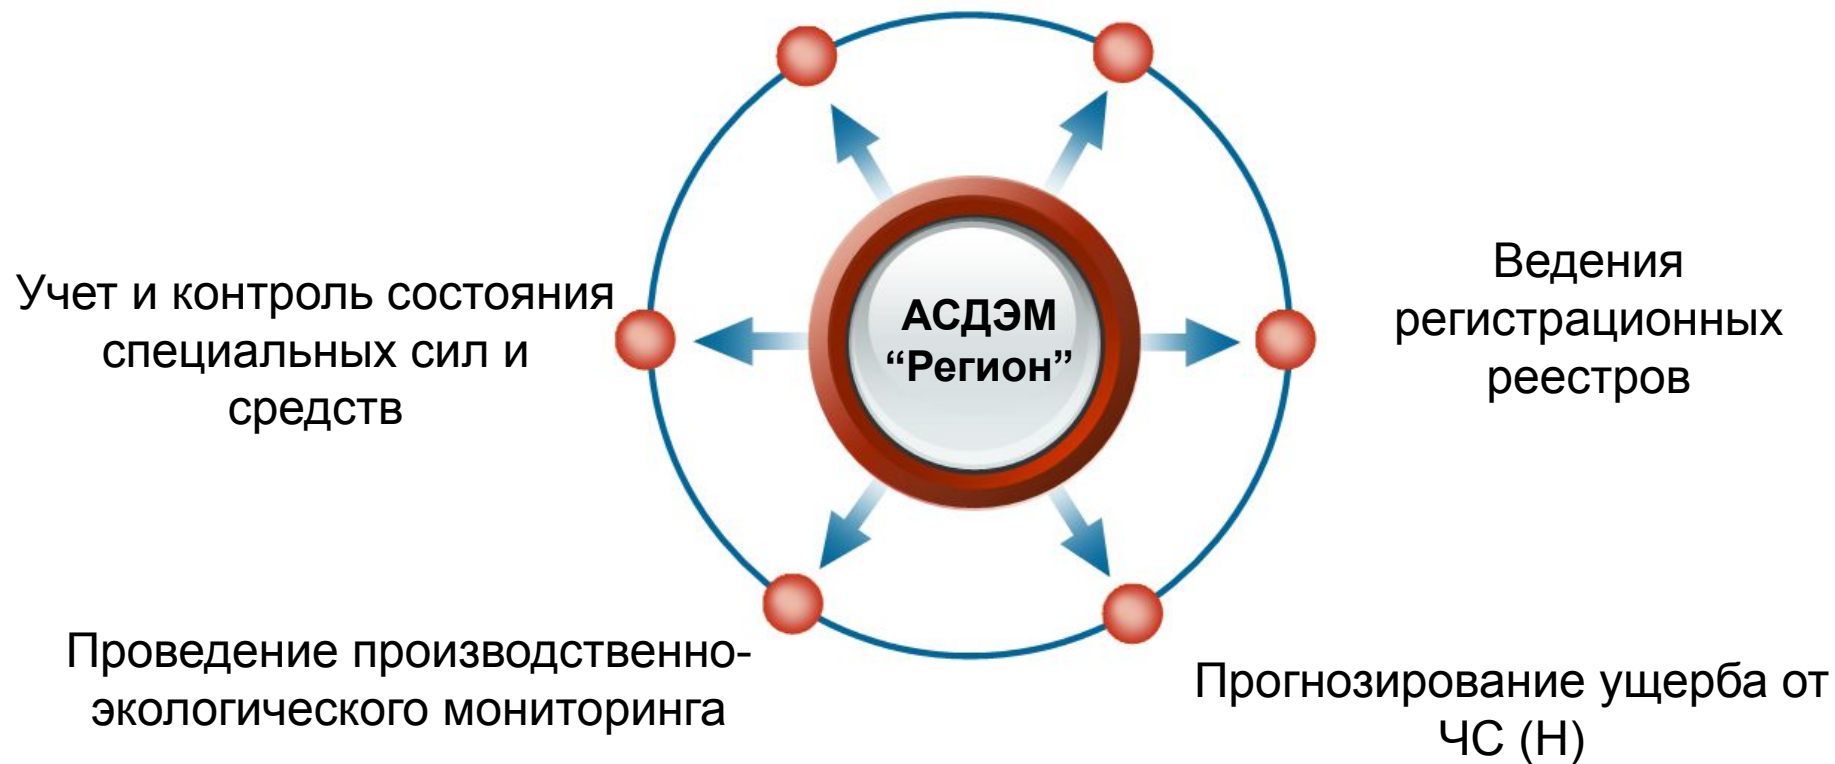 Учет и контроль состояния
специальных сил и
средств
АСДЭМ
“Регион”
Ведения
регистрационных
реестров
Проведение производственно-
экологического мониторинга
Прогнозирование ущерба от
ЧС (Н)